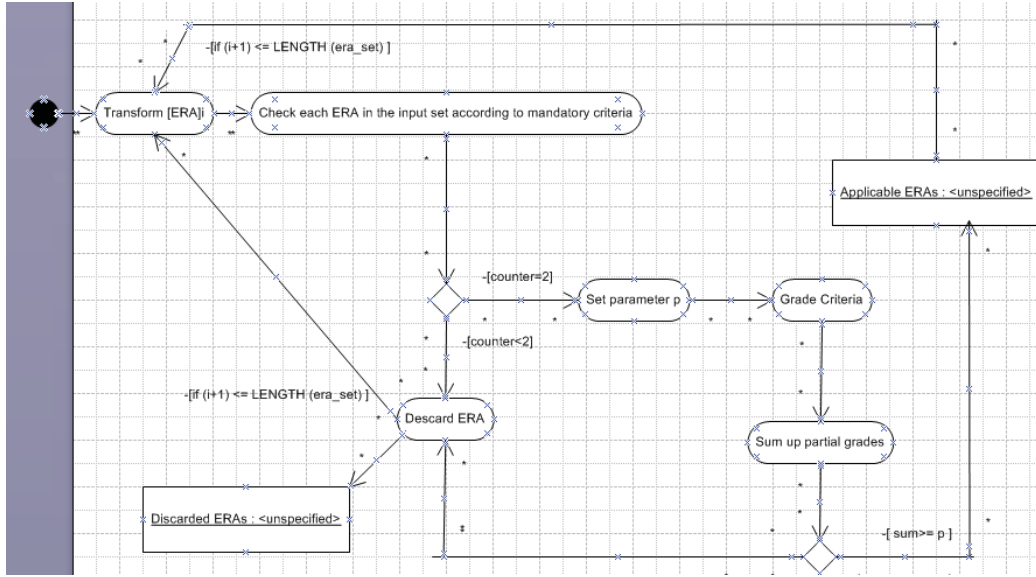 -[if (i+1) <= LENGTH (era_set) ]
Transform [ERA]i
Check each ERA in the input set according to mandatory criteria
Applicable ERAs : <unspecified>
-[counter=2]
Set parameter p
Grade Criteria
-[counter<2]
-[if (i+1) <= LENGTH (era_set) ]
Descard ERA
Sum up partial grades
Discarded ERAs : <unspecified>
-[ sum>= p ]